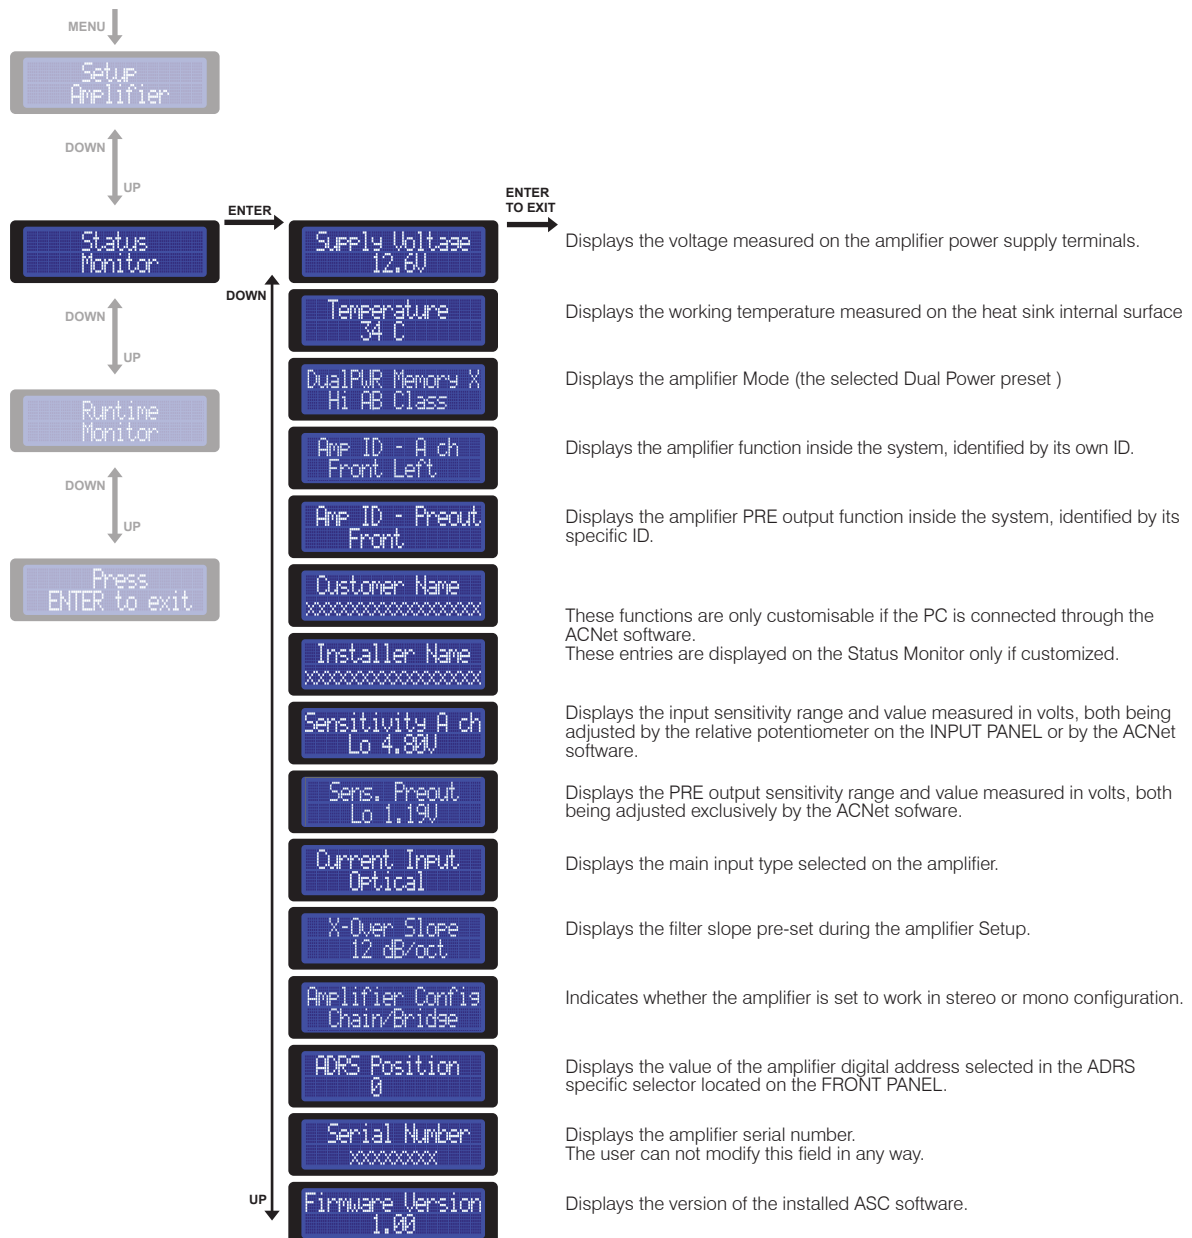 MENU
Setup
Amplifier
DOWN
UP
Status
Monitor
DOWN
UP
Runtime
Monitor
DOWN
UP
Press
ENTER to exit
ENTER
ENTER
TO EXIT
DOWN
UP
Supply Voltage
12.6V
Displays the voltage measured on the amplifier power supply terminals.
Temperature
34 C
Displays the working temperature measured on the heat sink internal surface
DualPWR Memory X
Hi AB Class
Displays the amplifier Mode (the selected Dual Power preset )
Amp ID - A ch
Front Left
Displays the amplifier function inside the system, identified by its own ID.
Amp ID - Preout
Front
Displays the amplifier PRE output function inside the system, identified by its
specific ID.
Customer Name
XXXXXXXXXXXXXXXX
Installer Name
XXXXXXXXXXXXXXXX
These functions are only customisable if the PC is connected through the
ACNet software.
These entries are displayed on the Status Monitor only if customized.
Sensitivity A ch
Lo 4.80V
Displays the input sensitivity range and value measured in volts, both being
adjusted by the relative potentiometer on the INPUT PANEL or by the ACNet
software.
Sens. Preout
Lo 1.19V
Displays the PRE output sensitivity range and value measured in volts, both
being adjusted exclusively by the ACNet sofware.
Current Input
Optical
Displays the main input type selected on the amplifier.
X-Over Slope
12 dB/oct
Displays the filter slope pre-set during the amplifier Setup.
Amplifier Config
Chain/Bridge
Indicates whether the amplifier is set to work in stereo or mono configuration.
ADRS Position
0
Displays the value of the amplifier digital address selected in the ADRS
specific selector located on the FRONT PANEL.
Serial Number
XXXXXXXX
Displays the amplifier serial number.
The user can not modify this field in any way.
Firmware Version
1.00
Displays the version of the installed ASC software.